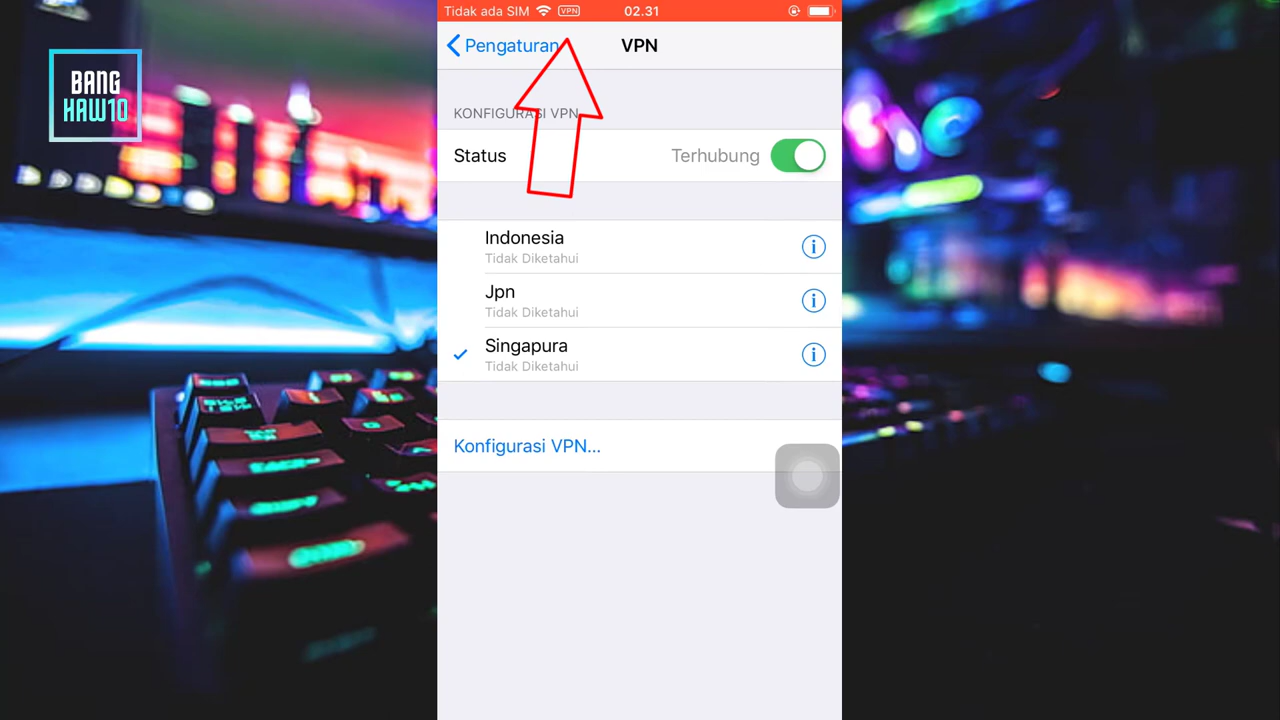 BANG
HAW10
Tidak ada SIM VPN 02.31
Pengaturan VPN
KONFIGURASI VPN
Status Terhubung
Indonesia
Tidak Diketahui
Jpn
Tidak Diketahui
Singapura
Tidak Diketahui
Konfigurasi VPN...